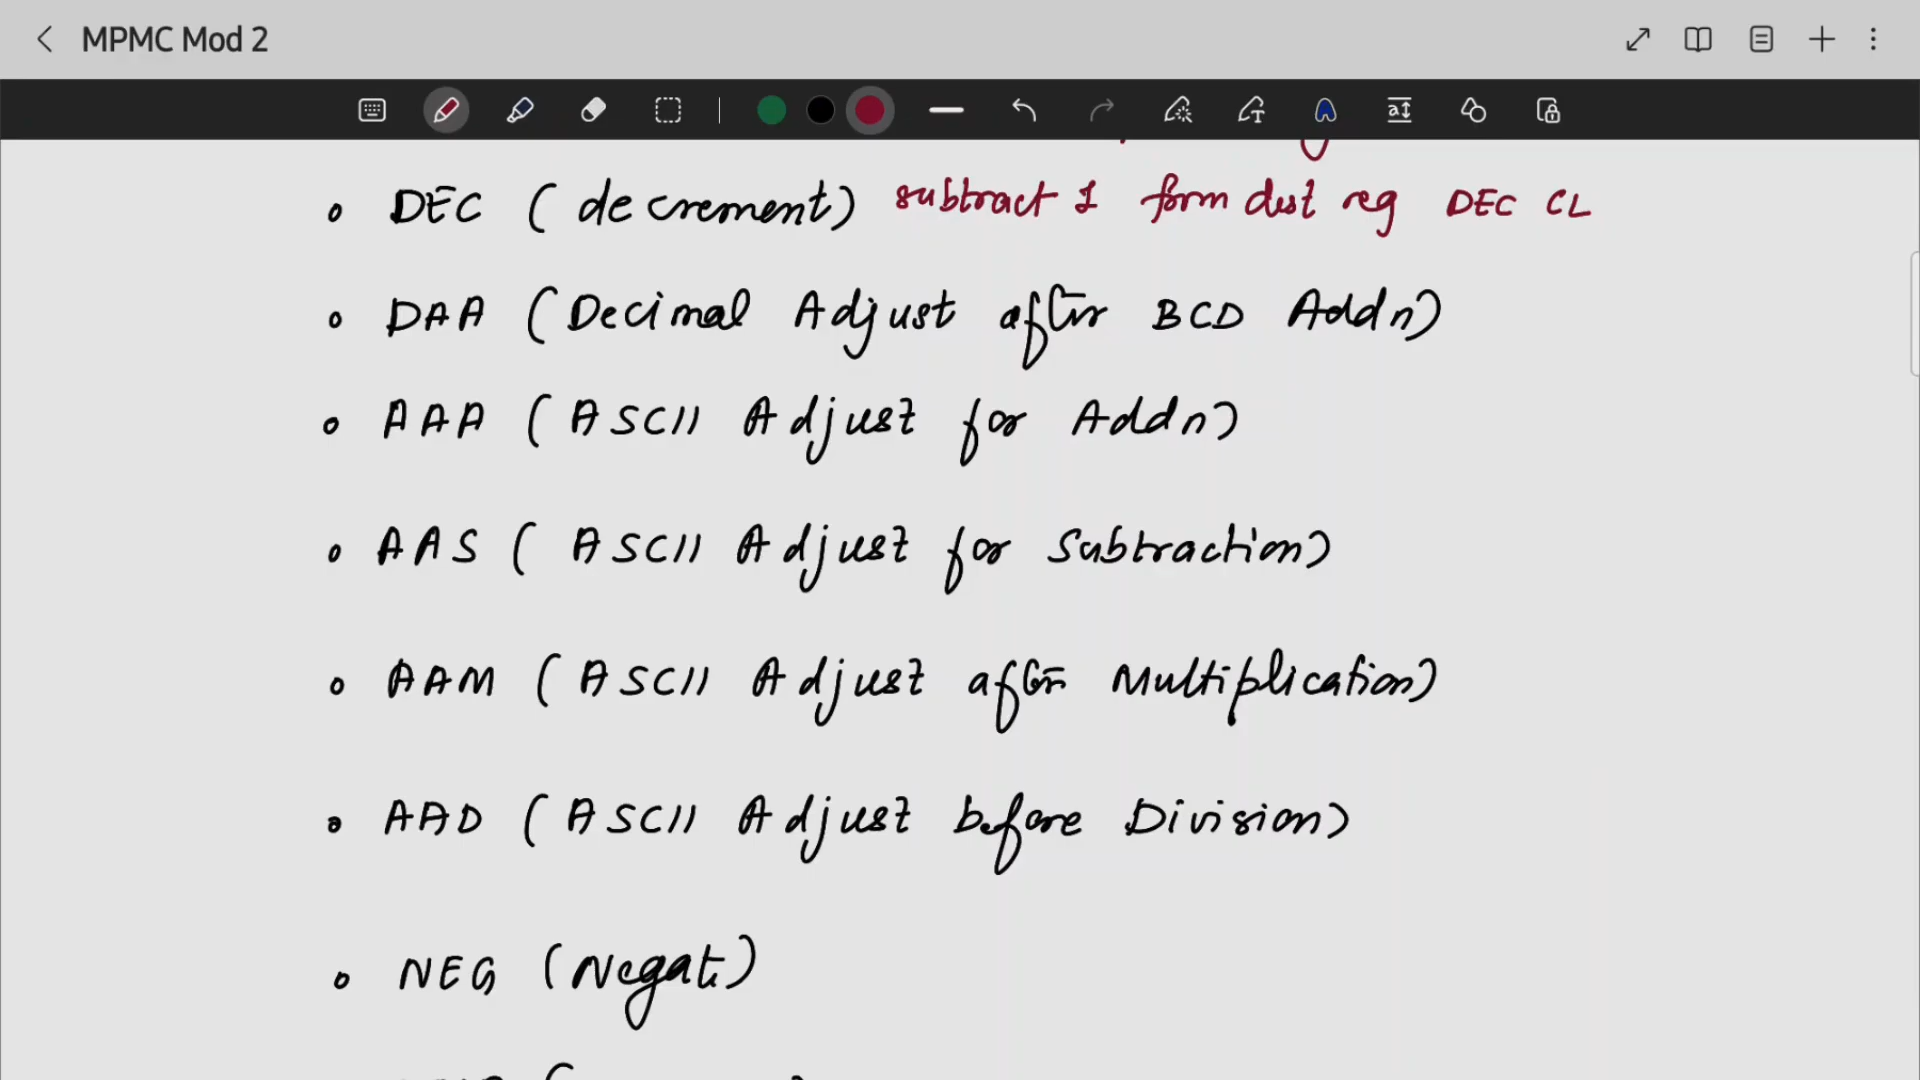 MPMC Mod 2
DEC (decrement) subtract 1 form dest reg DEC CL
DAA (Decimal Adjust after BCD Addn)
AAA (ASCII Adjust for Addn)
AAS (ASCII Adjust for Subtraction)
AAM (ASCII Adjust after Multiplication)
AAD (ASCII Adjust before Division)
NEG (Negate)